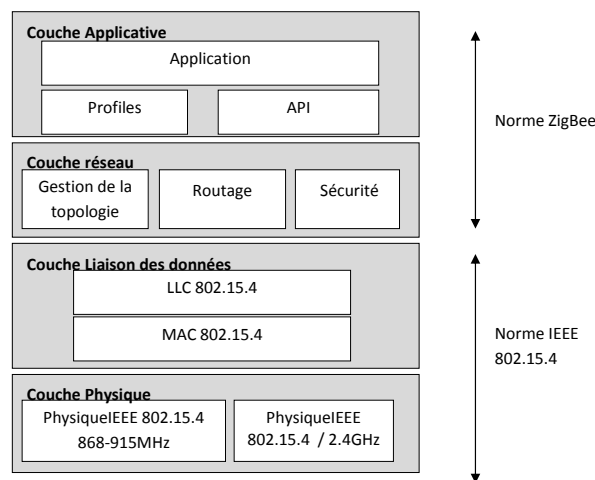 Couche Applicative
Application
Profiles
API
Norme ZigBee
Couche réseau
Gestion de la
topologie
Routage
Sécurité
Couche Liaison des données
LLC 802.15.4
MAC 802.15.4
Norme IEEE
802.15.4
Couche Physique
PhysiqueIEEE 802.15.4
868-915MHz
PhysiqueIEEE
802.15.4 / 2.4GHz